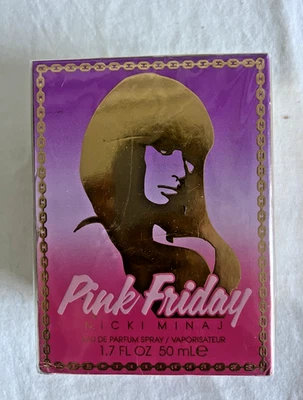 Pink Friday
NICKI MINAJ
EAU DE PARFUM SPRAY / VAPORISATEUR
1.7 FL OZ 50 mL℮